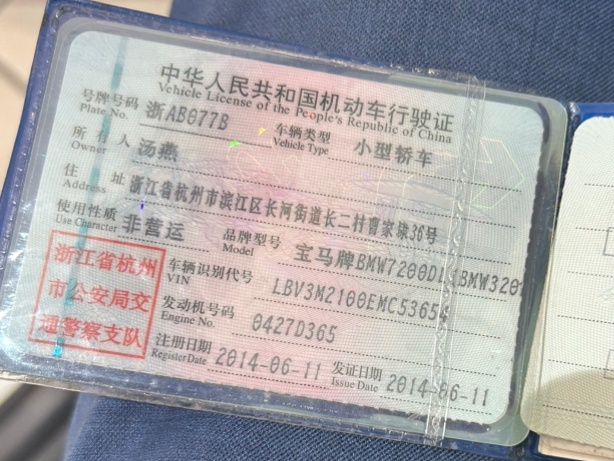 中华人民共和国机动车行驶证
Vehicle License of the People's Republic of China
号牌号码 浙AB077B 车辆类型 小型轿车
Plate No. Vehicle Type
所有人 汤燕
Owner
住址 浙江省杭州市滨江区长河街道长二村曹家埭36号
Address
使用性质 非营运 品牌型号 宝马牌BMW7200DL(BMW320
Use Character Model
浙江省杭州
市公安局交
通警察支队
车辆识别代号 LBV3M2100EMC53654
VIN
发动机号码 0427D365
Engine No.
注册日期 2014-06-11 发证日期 2014-06-11
Register Date Issue Date